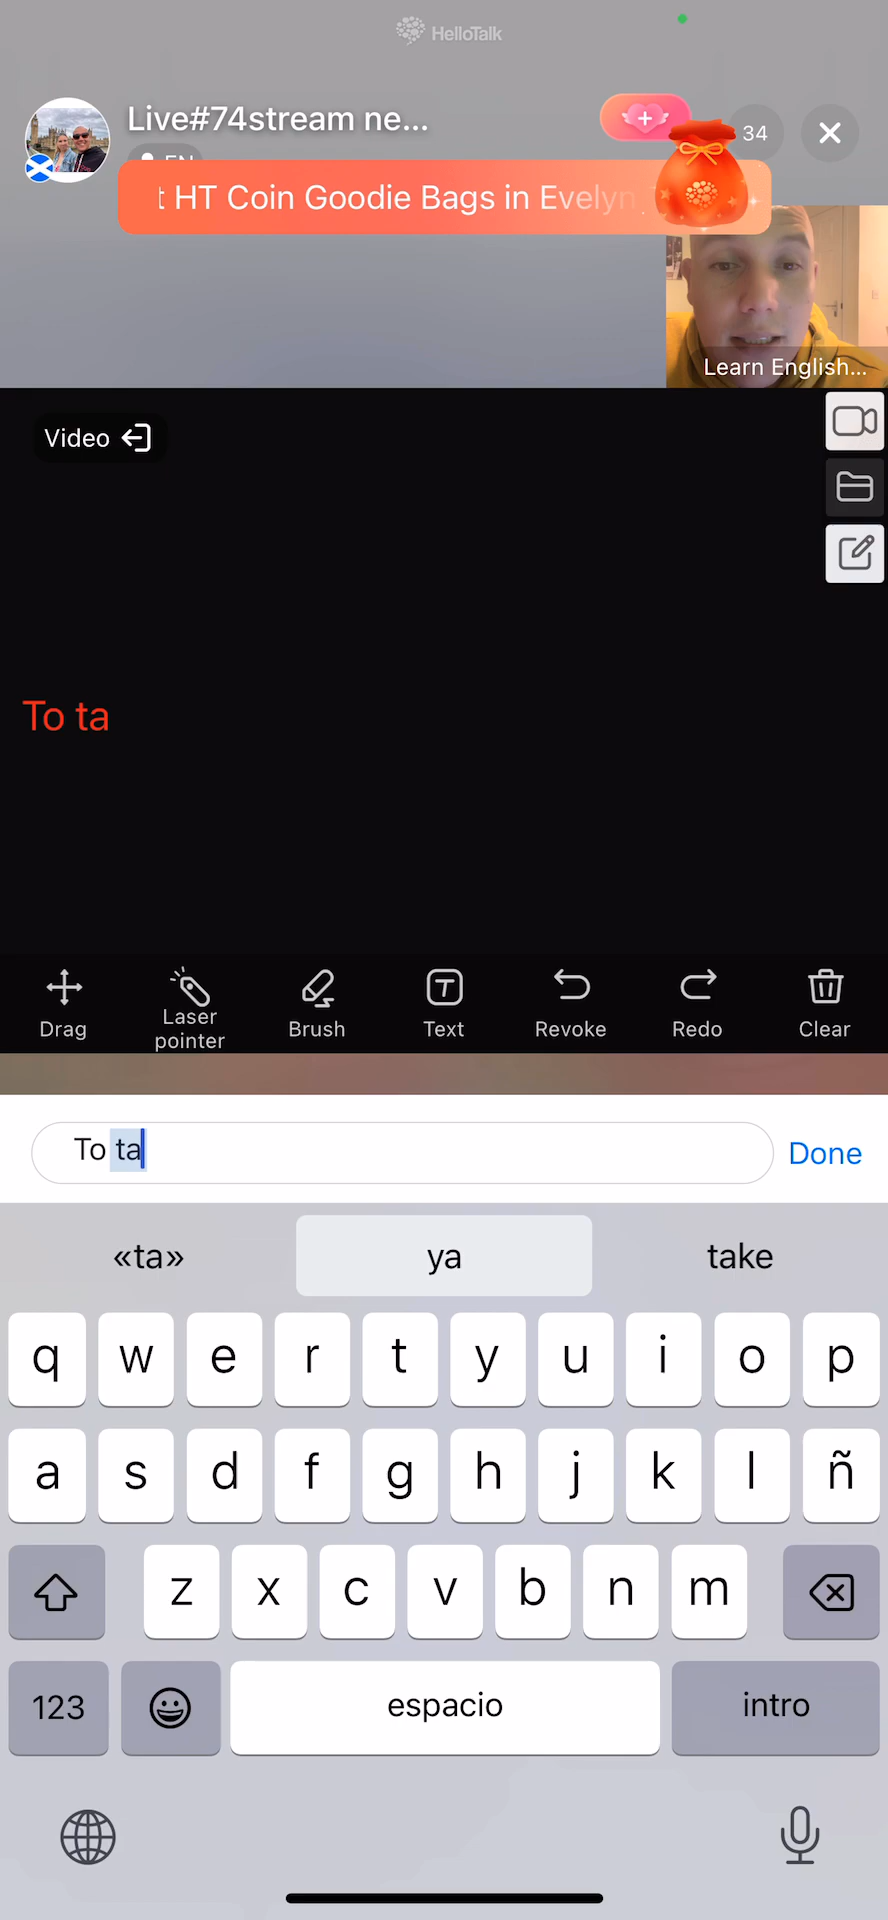 HelloTalk
Live#74stream ne...
34
t HT Coin Goodie Bags in Evelyn
Learn English...
Video
To ta
Drag
Laser pointer
Brush
Text
Revoke
Redo
Clear
To ta
Done
«ta»
ya
take
q w e r t y u i o p
a s d f g h j k l ñ
z x c v b n m
123
espacio
intro